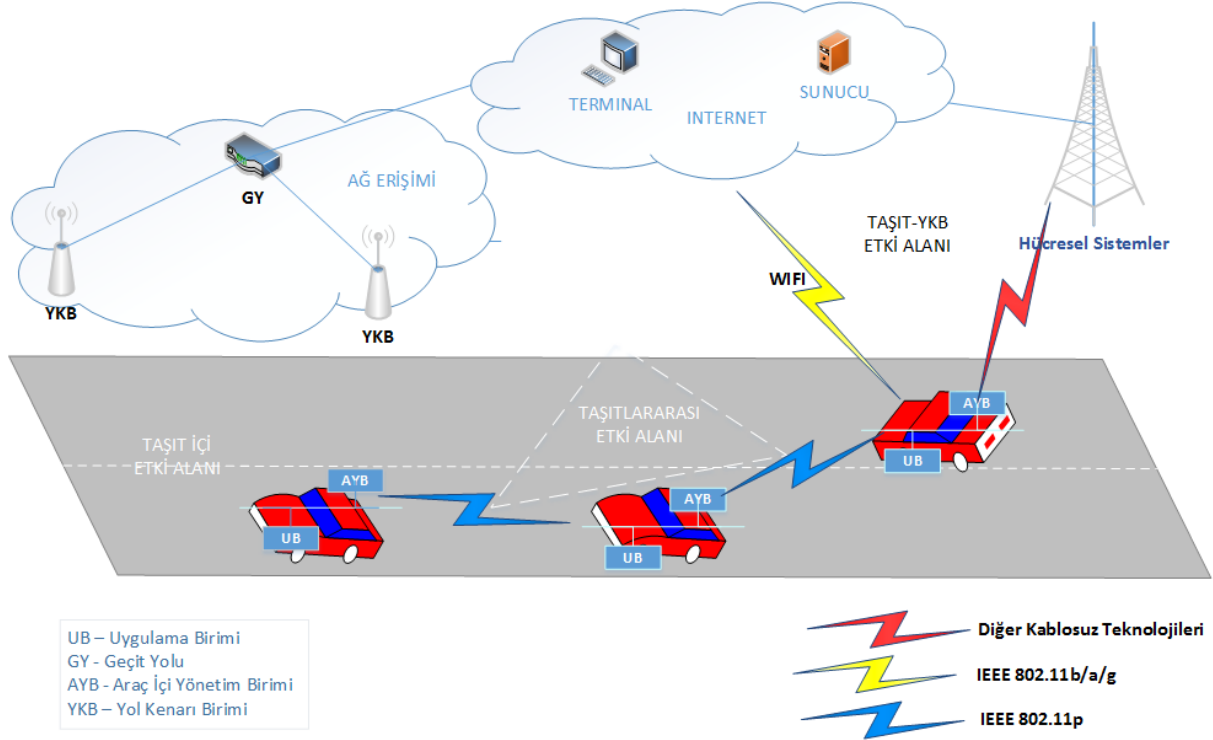 TERMINAL
SUNUCU
INTERNET
GY
AĞ ERİŞİMİ
YKB
YKB
TAŞIT-YKB
ETKİ ALANI
Hücresel Sistemler
WIFI
TAŞIT İÇİ
ETKİ ALANI
TAŞITLARARASI
ETKİ ALANI
AYB
UB
AYB
UB
AYB
UB
UB – Uygulama Birimi
GY - Geçit Yolu
AYB - Araç İçi Yönetim Birimi
YKB – Yol Kenarı Birimi
Diğer Kablosuz Teknolojileri
IEEE 802.11b/a/g
IEEE 802.11p